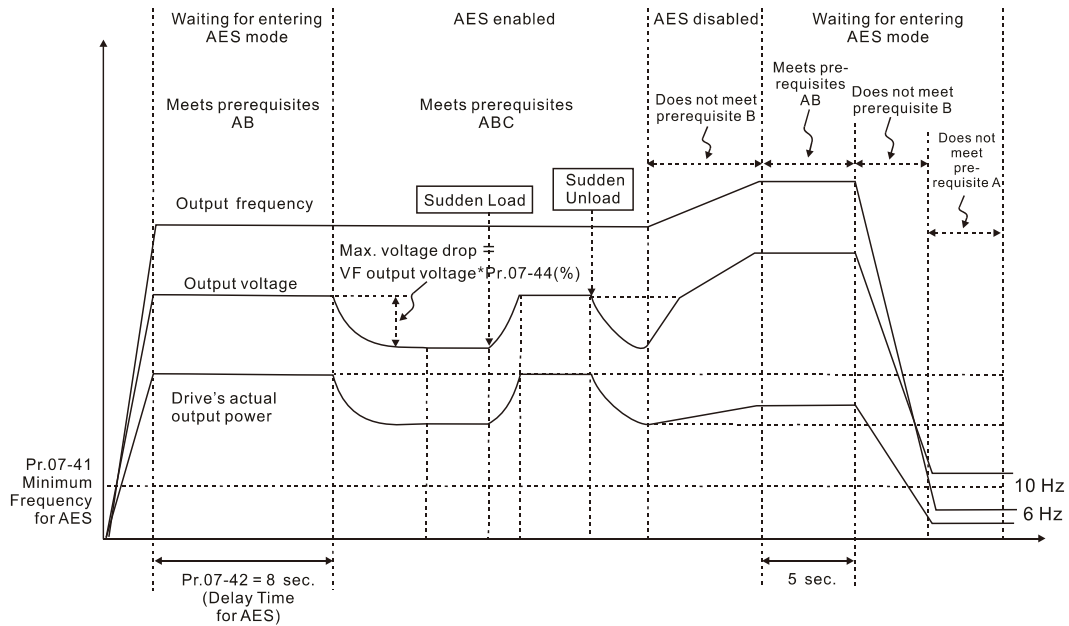 Waiting for entering
AES mode
AES enabled
AES disabled
Waiting for entering
AES mode
Meets prerequisites
AB
Meets prerequisites
ABC
Does not meet
prerequisite B
Meets pre-
requisites
AB
Does not meet
prerequisite B
Does not
meet
pre-
requisite A
Output frequency
Sudden Load
Sudden
Unload
Max. voltage drop =
VF output voltage*Pr.07-44(%)
Output voltage
Drive's actual
output power
Pr.07-41
Minimum
Frequency
for AES
10 Hz
6 Hz
Pr.07-42 = 8 sec.
(Delay Time
for AES)
5 sec.